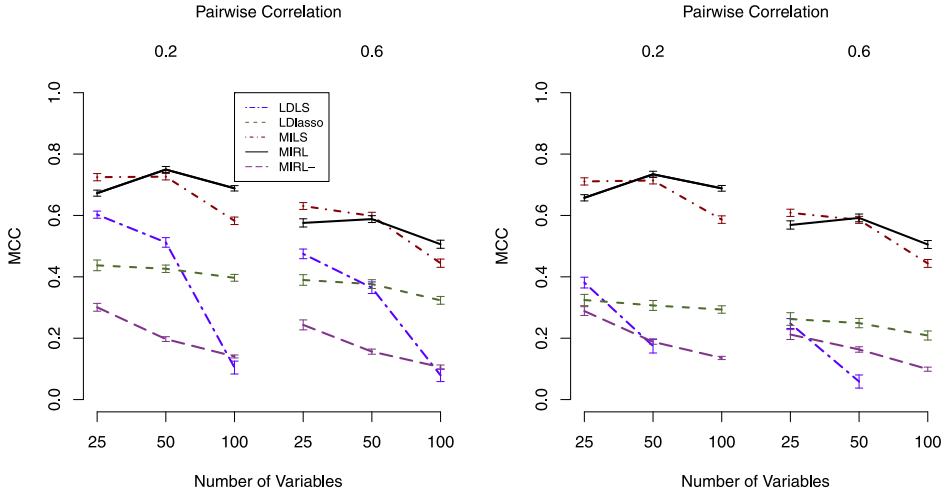 Pairwise Correlation
0.2 0.6
MCC
1.0
0.8
0.6
0.4
0.2
0.0
LDLS
LDlasso
MILS
MIRL
MIRL–
25 50 100 25 50 100
Number of Variables
Pairwise Correlation
0.2 0.6
MCC
1.0
0.8
0.6
0.4
0.2
0.0
25 50 100 25 50 100
Number of Variables